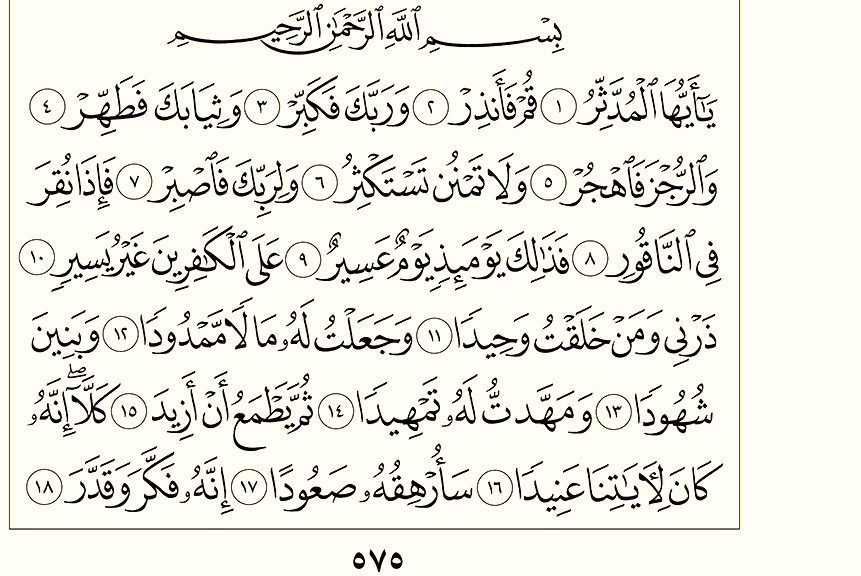 بِسْمِ ٱللَّهِ ٱلرَّحْمَٰنِ ٱلرَّحِيمِ
يَٰٓأَيُّهَا ٱلْمُدَّثِّرُ ١ قُمْ فَأَنذِرْ ٢ وَرَبَّكَ فَكَبِّرْ ٣ وَثِيَابَكَ فَطَهِّرْ ٤
وَٱلرُّجْزَ فَٱهْجُرْ ٥ وَلَا تَمْنُن تَسْتَكْثِرُ ٦ وَلِرَبِّكَ فَٱصْبِرْ ٧ فَإِذَا نُقِرَ
فِى ٱلنَّاقُورِ ٨ فَذَٰلِكَ يَوْمَئِذٍ يَوْمٌ عَسِيرٌ ٩ عَلَى ٱلْكَٰفِرِينَ غَيْرُ يَسِيرٍ ١٠
ذَرْنِى وَمَنْ خَلَقْتُ وَحِيدًا ١١ وَجَعَلْتُ لَهُۥ مَالًا مَّمْدُودًا ١٢ وَبَنِينَ
شُهُودًا ١٣ وَمَهَّدتُّ لَهُۥ تَمْهِيدًا ١٤ ثُمَّ يَطْمَعُ أَنْ أَزِيدَ ١٥ كَلَّآ ۖ إِنَّهُۥ
كَانَ لِءَايَٰتِنَا عَنِيدًا ١٦ سَأُرْهِقُهُۥ صَعُودًا ١٧ إِنَّهُۥ فَكَّرَ وَقَدَّرَ ١٨
٥٧٥